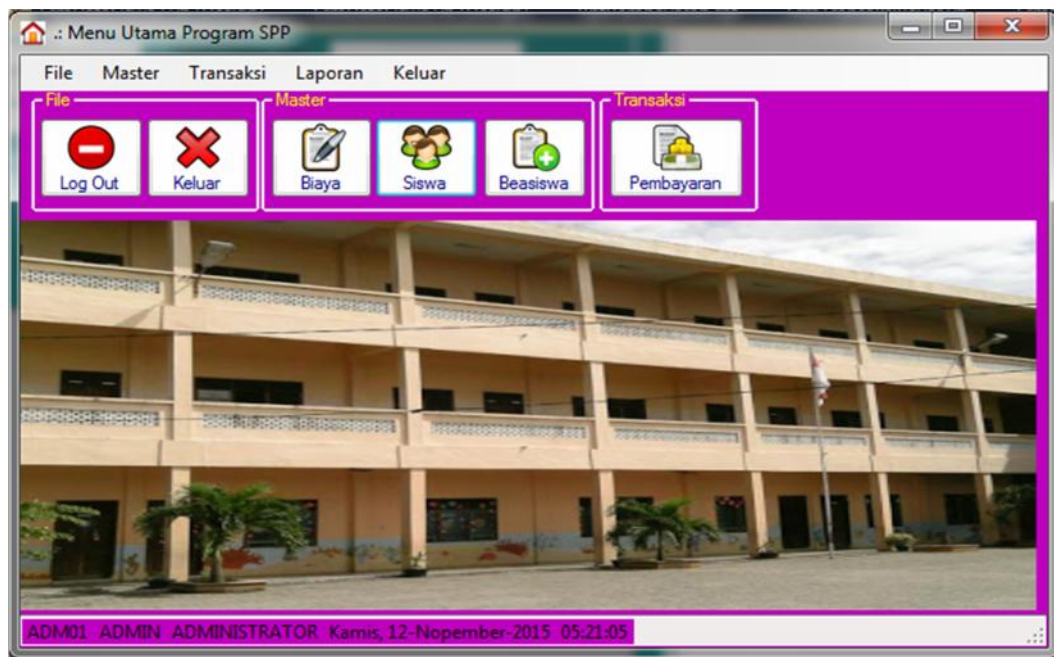 .: Menu Utama Program SPP
File Master Transaksi Laporan Keluar
File Master Transaksi
Log Out Keluar Biaya Siswa Beasiswa Pembayaran
ADM01 ADMIN ADMINISTRATOR Kamis, 12-Nopember-2015 05:21:05